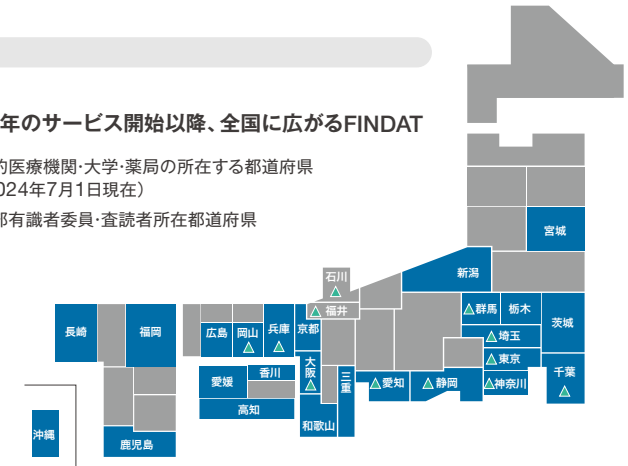 年のサービス開始以降、全国に広がるFINDAT
的医療機関・大学・薬局の所在する都道府県
024年7月1日現在）
部有識者委員・査読者所在都道府県
宮城
新潟
石川
△
△福井
△群馬
栃木
茨城
△埼玉
△東京
△神奈川
千葉
△
長崎
福岡
広島
岡山
△
兵庫
△
京都
大阪
△
三重
△愛知
△静岡
愛媛
香川
高知
和歌山
沖縄
鹿児島